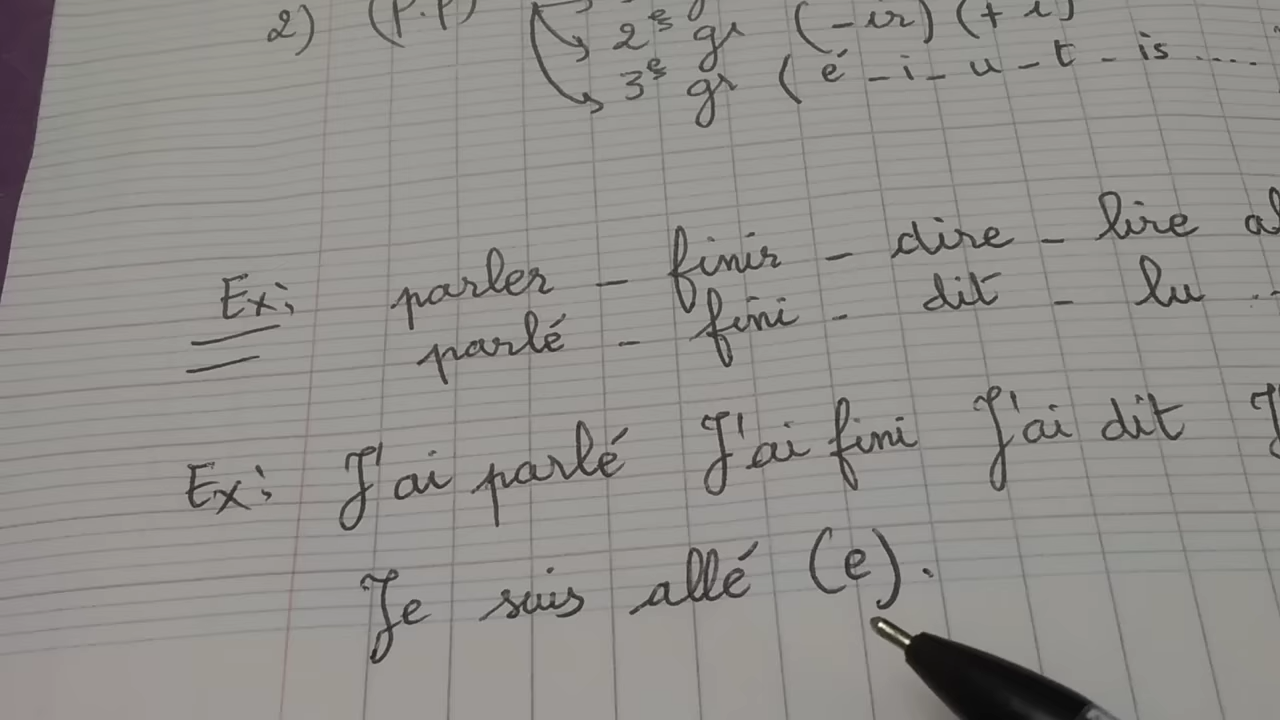 2) (p.p) 2e gr (-ir) (+ i)
3e gr ( é - i - u - t - is ....
Ex: parler - finir - dire - lire
parlé - fini - dit - lu
Ex: J'ai parlé J'ai fini J'ai dit J
Je suis allé (e).